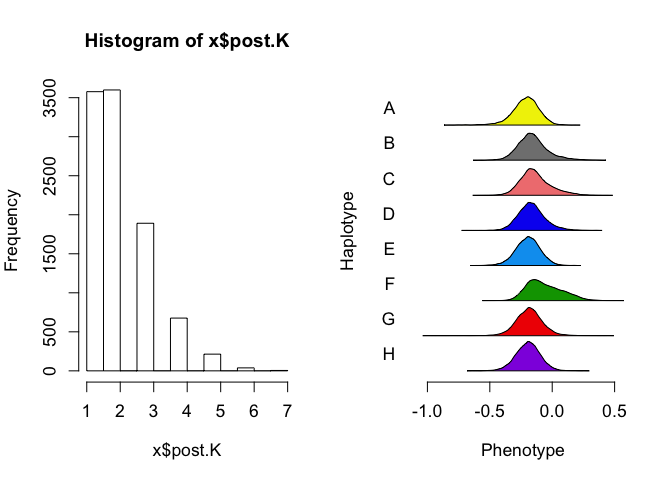 Histogram of x$post.K
Frequency
3500
2500
1500
500
0
1 2 3 4 5 6 7
x$post.K
Haplotype
A
B
C
D
E
F
G
H
-1.0 -0.5 0.0 0.5
Phenotype